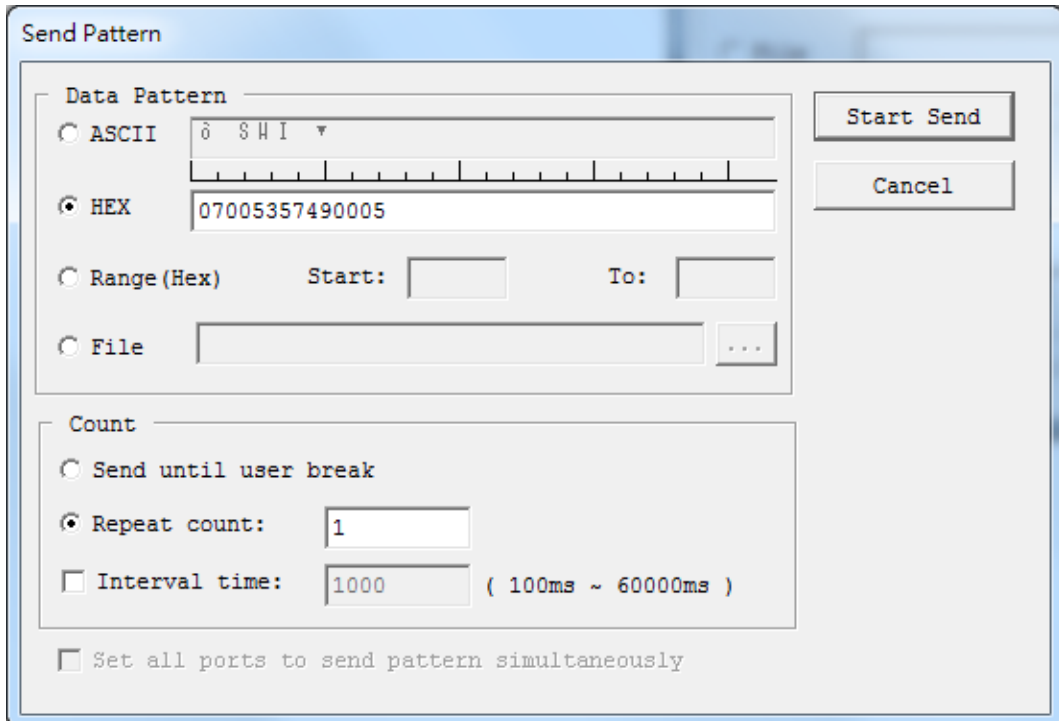 Send Pattern
Data Pattern
ASCII
SWI
Start Send
HEX
07005357490005
Cancel
Range(Hex) Start: To:
File
...
Count
Send until user break
Repeat count: 1
Interval time: 1000 ( 100ms ~ 60000ms )
Set all ports to send pattern simultaneously